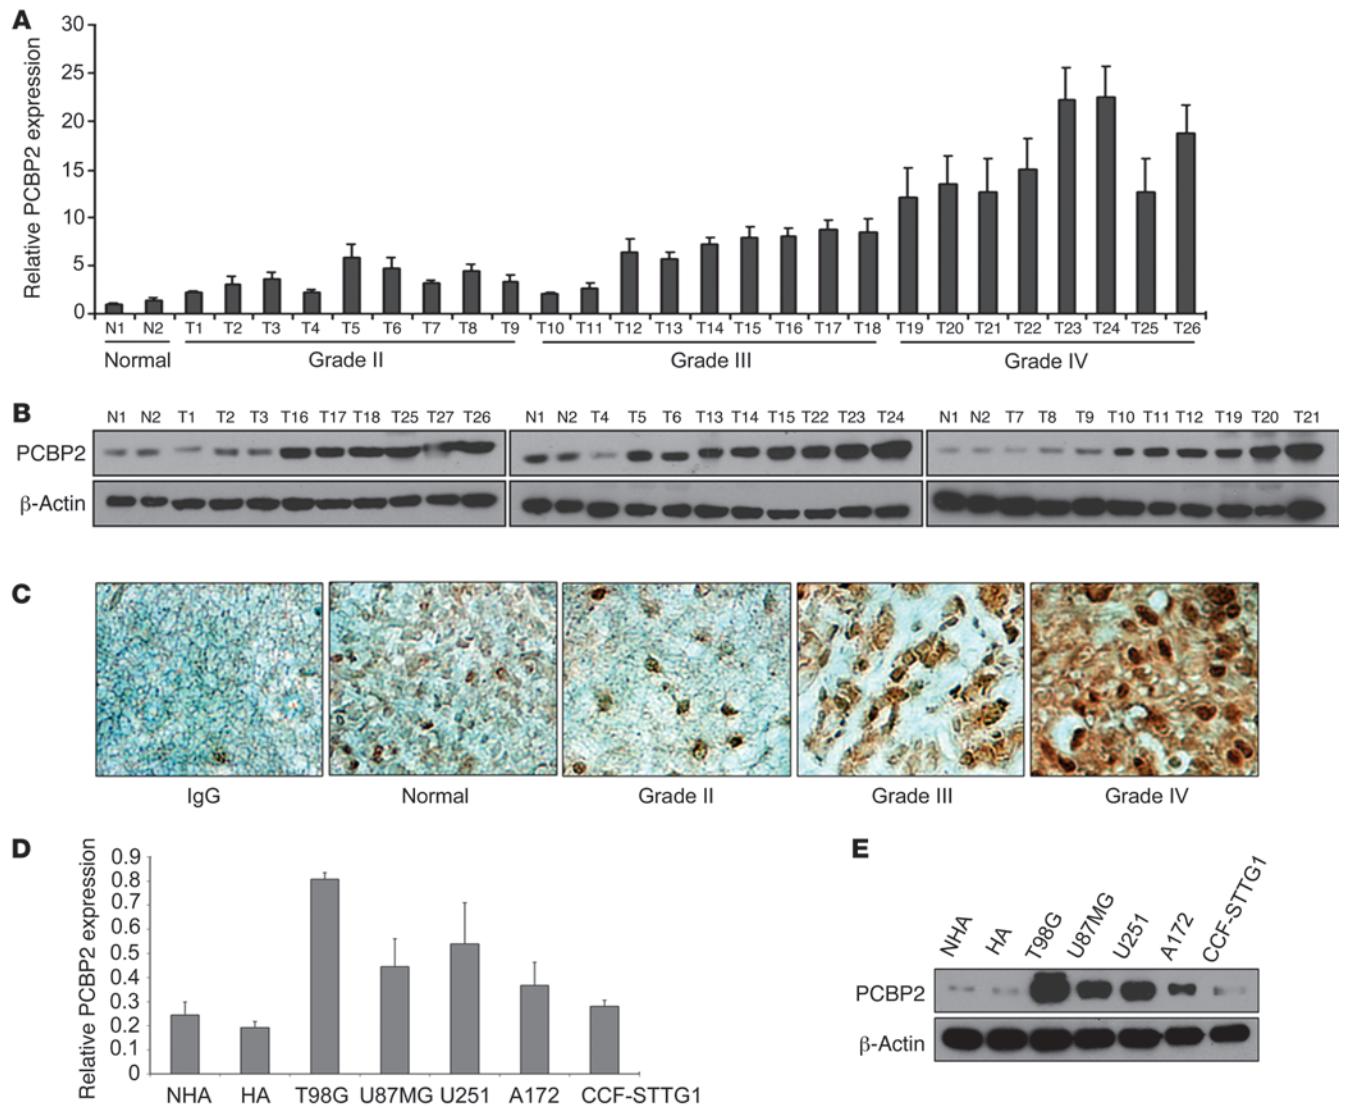 A
Relative PCBP2 expression
30
25
20
15
10
5
0
N1 N2 T1 T2 T3 T4 T5 T6 T7 T8 T9 T10 T11 T12 T13 T14 T15 T16 T17 T18 T19 T20 T21 T22 T23 T24 T25 T26
Normal Grade II Grade III Grade IV
B
N1 N2 T1 T2 T3 T16 T17 T18 T25 T27 T26 N1 N2 T4 T5 T6 T13 T14 T15 T22 T23 T24 N1 N2 T7 T8 T9 T10 T11 T12 T19 T20 T21
PCBP2
β-Actin
C
IgG Normal Grade II Grade III Grade IV
D
Relative PCBP2 expression
0.9
0.8
0.7
0.6
0.5
0.4
0.3
0.2
0.1
0
NHA HA T98G U87MG U251 A172 CCF-STTG1
E
NHA HA T98G U87MG U251 A172 CCF-STTG1
PCBP2
β-Actin